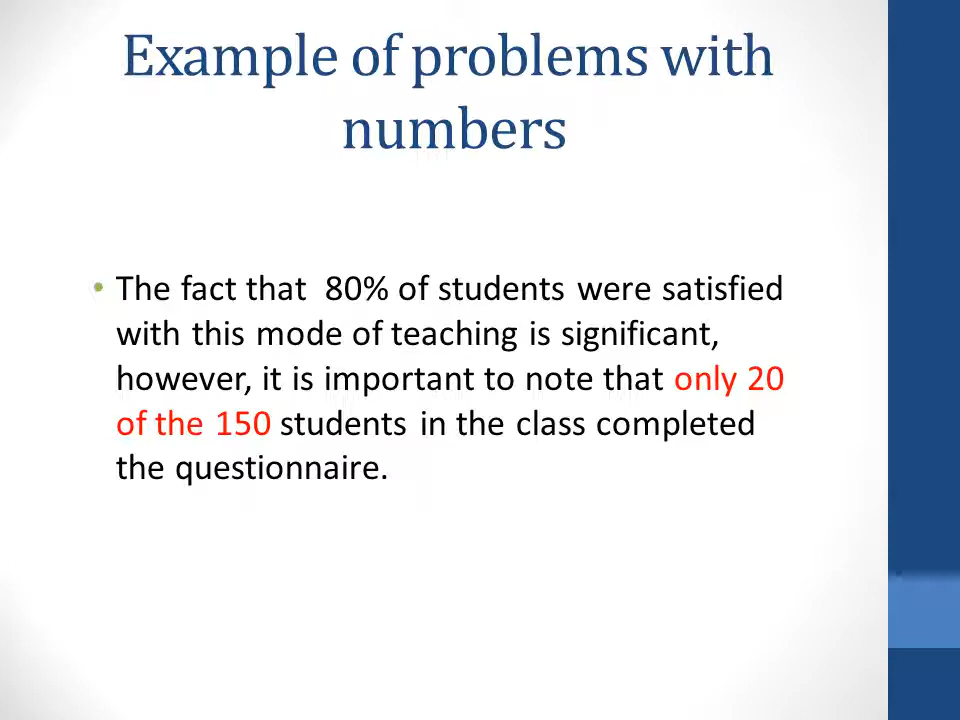 Example of problems with
numbers
• The fact that  80% of students were satisfied
with this mode of teaching is significant,
however, it is important to note that only 20
of the 150 students in the class completed
the questionnaire.